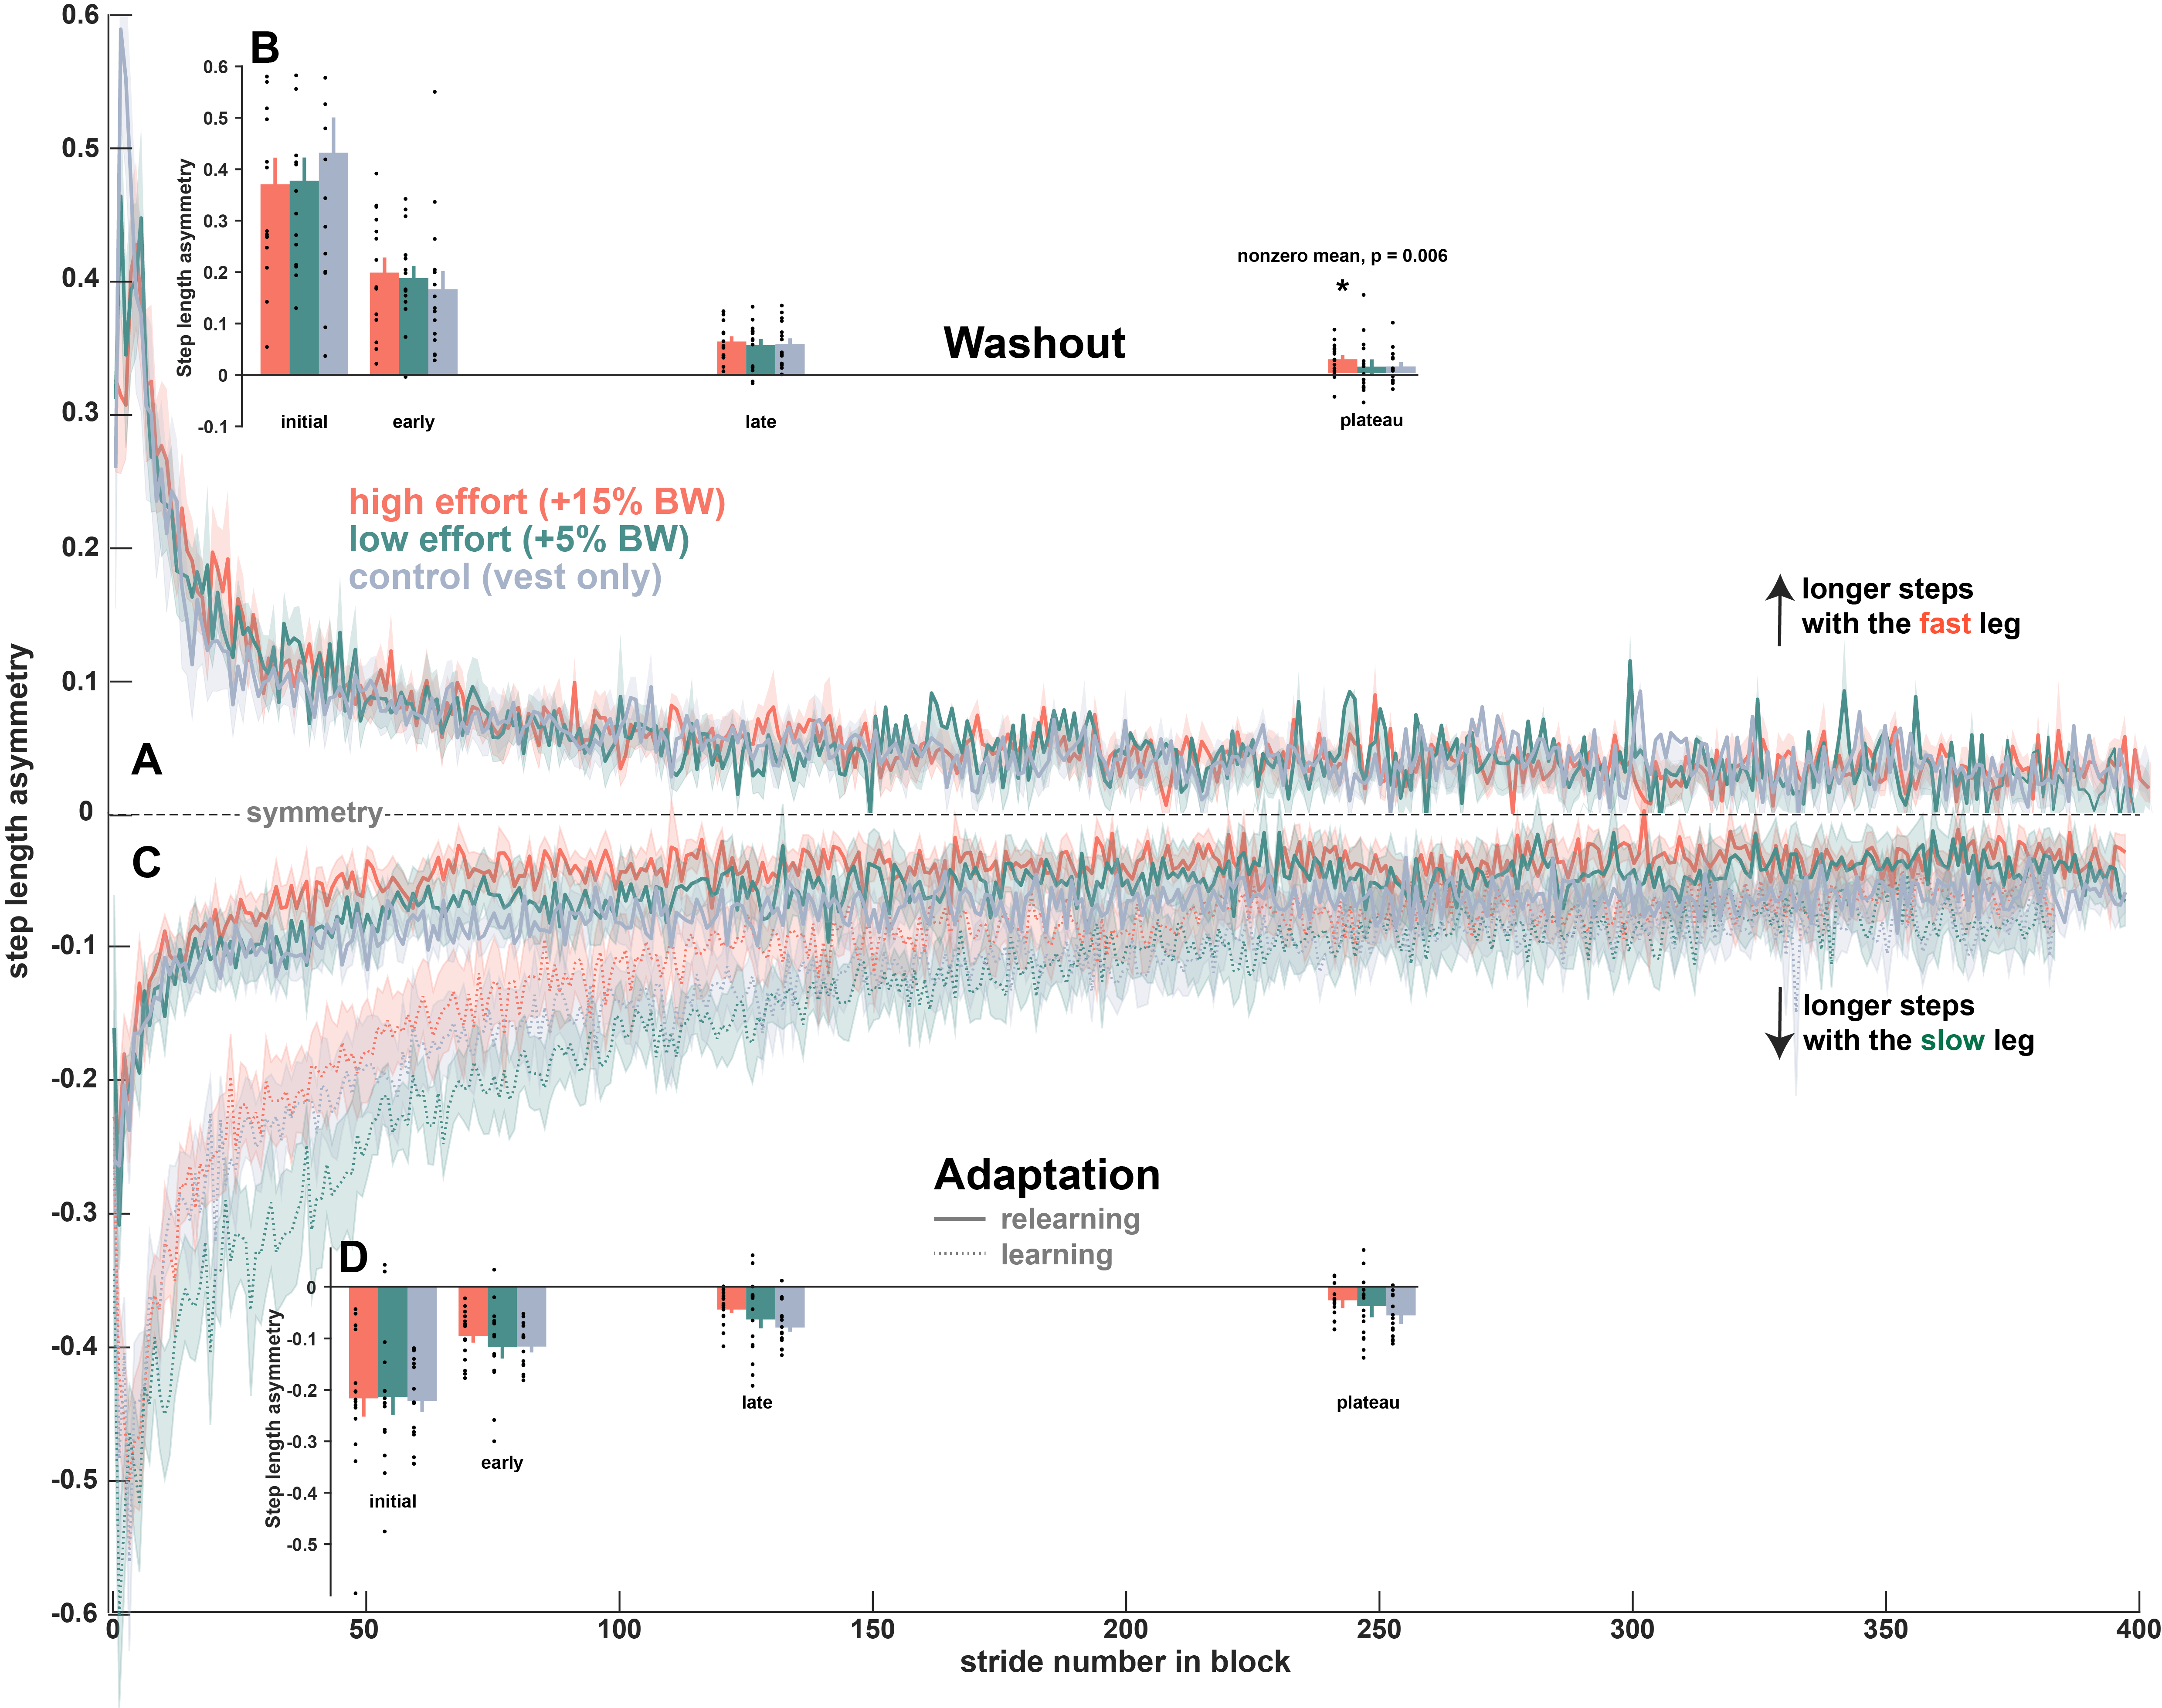 0.6
0.5
0.4
0.3
0.2
0.1
0
-0.1
-0.2
-0.3
-0.4
-0.5
-0.6
step length asymmetry
B
0.6
0.5
0.4
0.3
0.2
0.1
0
-0.1
Step length asymmetry
initial
early
late
plateau
nonzero mean, p = 0.006
*
Washout
high effort (+15% BW)
low effort (+5% BW)
control (vest only)
longer steps
with the fast leg
A
symmetry
C
longer steps
with the slow leg
Adaptation
relearning
learning
D
0
-0.1
-0.2
-0.3
-0.4
-0.5
Step length asymmetry
initial
early
late
plateau
0
50
100
150
200
250
300
350
400
stride number in block